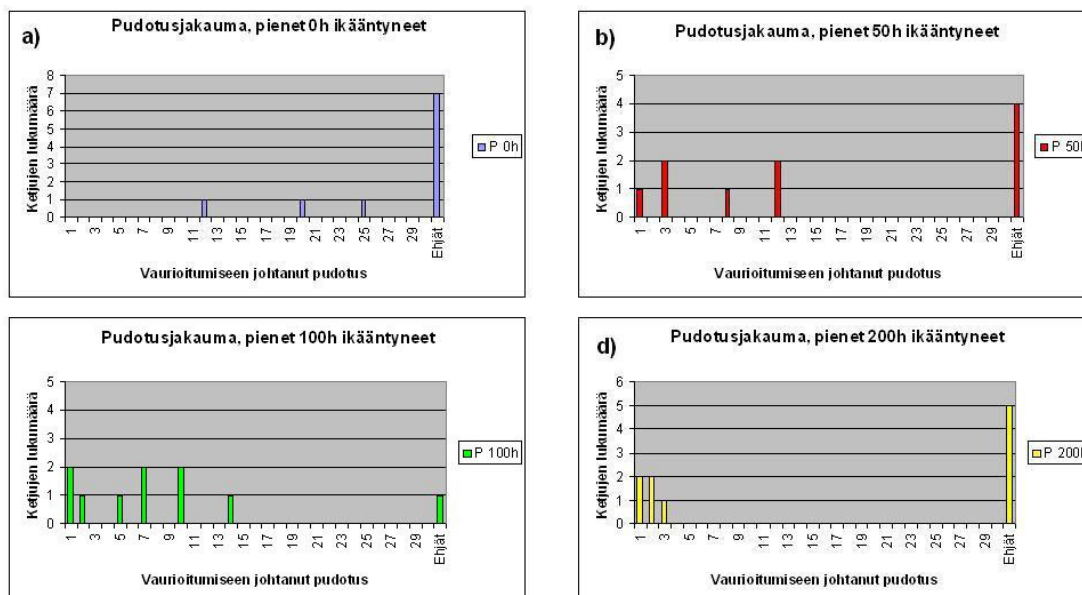 a)
Pudotusjakauma, pienet 0h ikääntyneet
Ketjujen lukumäärä
8
7
6
5
4
3
2
1
0
1 3 5 7 9 11 13 15 17 19 21 23 25 27 29 Ehjät
Vaurioitumiseen johtanut pudotus
P 0h
b)
Pudotusjakauma, pienet 50h ikääntyneet
Ketjujen lukumäärä
5
4
3
2
1
0
1 3 5 7 9 11 13 15 17 19 21 23 25 27 29 Ehjät
Vaurioitumiseen johtanut pudotus
P 50h
Pudotusjakauma, pienet 100h ikääntyneet
Ketjujen lukumäärä
5
4
3
2
1
0
1 3 5 7 9 11 13 15 17 19 21 23 25 27 29 Ehjät
Vaurioitumiseen johtanut pudotus
P 100h
d)
Pudotusjakauma, pienet 200h ikääntyneet
Ketjujen lukumäärä
6
5
4
3
2
1
0
1 3 5 7 9 11 13 15 17 19 21 23 25 27 29 Ehjät
Vaurioitumiseen johtanut pudotus
P 200h